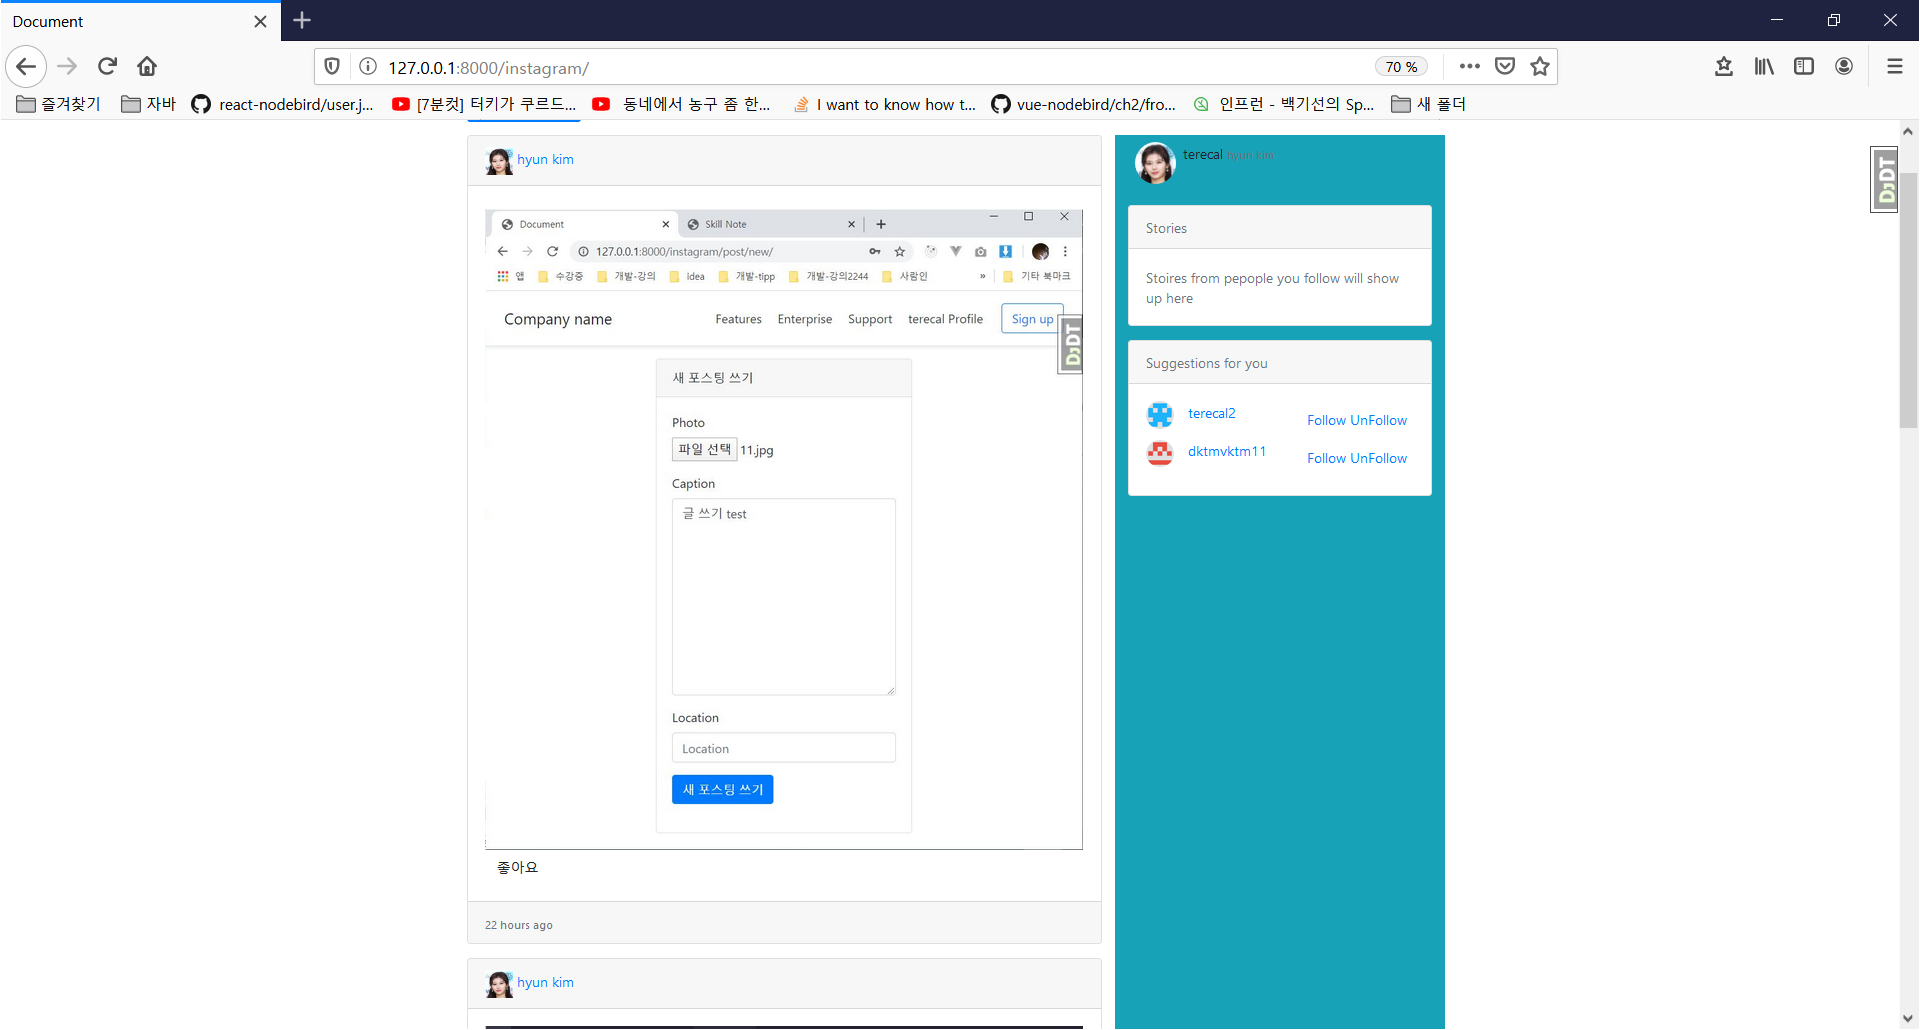 Document
127.0.0.1:8000/instagram/
70 %
즐겨찾기
자바
react-nodebird/user.j...
[7분컷] 터키가 쿠르드...
동네에서 농구 좀 한...
I want to know how t...
vue-nodebird/ch2/fro...
인프런 - 백기선의 Sp...
새 폴더
hyun kim
Document
Skill Note
127.0.0.1:8000/instagram/post/new/
앱
수강중
개발-강의
idea
개발-tipp
개발-강의2244
사람인
»
기타 북마크
Company name
Features
Enterprise
Support
terecal Profile
Sign up
DJDT
새 포스팅 쓰기
Photo
파일 선택 11.jpg
Caption
글 쓰기 test
Location
Location
새 포스팅 쓰기
좋아요
22 hours ago
hyun kim
terecal hyun kim
Stories
Stoires from pepople you follow will show
up here
Suggestions for you
terecal2
Follow UnFollow
dktmvktm11
Follow UnFollow
DJDT